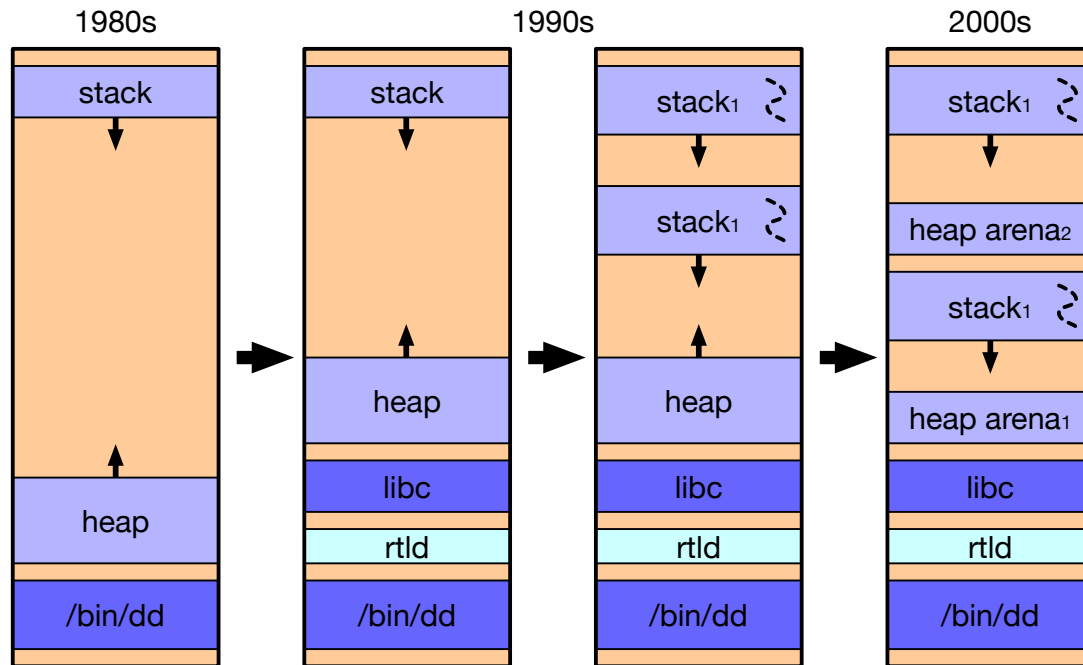 1980s
stack
heap
/bin/dd
1990s
stack
heap
libc
rtld
/bin/dd
stack1
stack1
heap
libc
rtld
/bin/dd
2000s
stack1
heap arena2
stack1
heap arena1
libc
rtld
/bin/dd